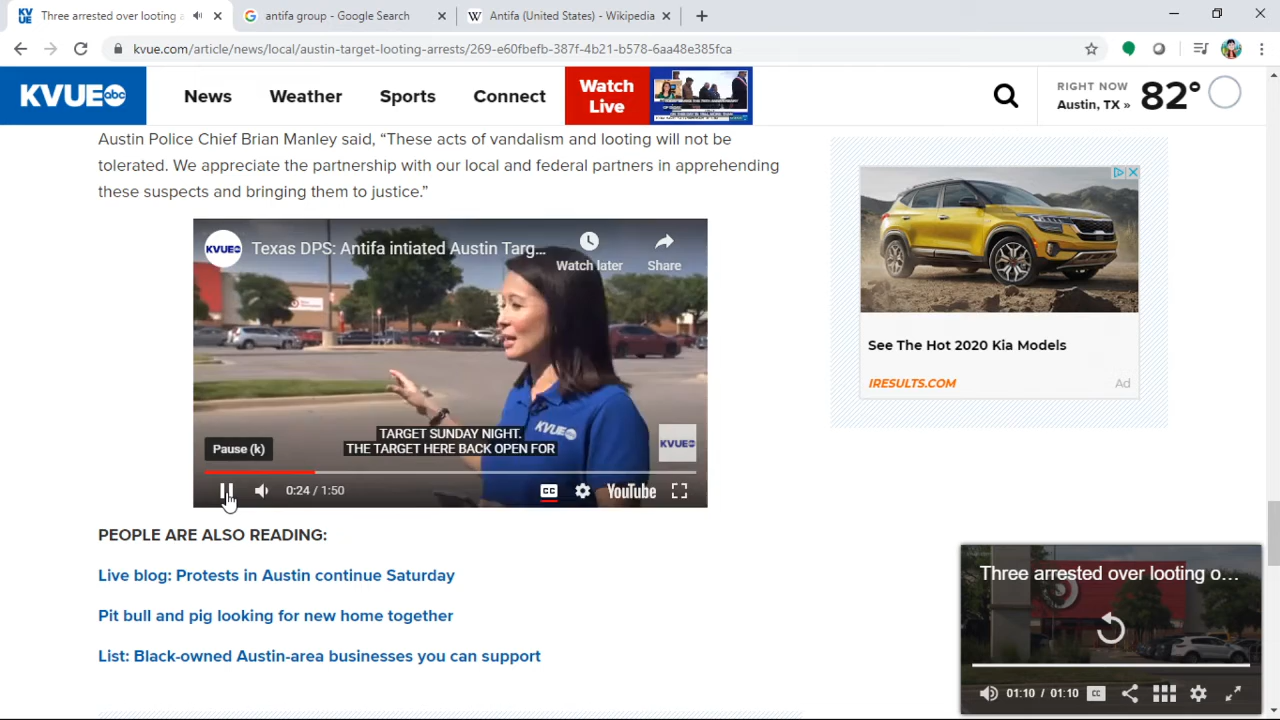 Three arrested over looting
antifa group - Google Search
Antifa (United States) - Wikipedia
kvue.com/article/news/local/austin-target-looting-arrests/269-e60fbefb-387f-4b21-b578-6aa48e385fca
KVUE abc
News
Weather
Sports
Connect
Watch
Live
RIGHT NOW
Austin, TX »
82°
Austin Police Chief Brian Manley said, “These acts of vandalism and looting will not be
tolerated. We appreciate the partnership with our local and federal partners in apprehending
these suspects and bringing them to justice.”
KVUE
Texas DPS: Antifa intiated Austin Targ...
Watch later
Share
KVUE
TARGET SUNDAY NIGHT.
THE TARGET HERE BACK OPEN FOR
KVUE
Pause (k)
0:24 / 1:50
CC
YouTube
See The Hot 2020 Kia Models
IRESULTS.COM
Ad
PEOPLE ARE ALSO READING:
Live blog: Protests in Austin continue Saturday
Pit bull and pig looking for new home together
List: Black-owned Austin-area businesses you can support
Three arrested over looting o...
01:10 / 01:10
CC